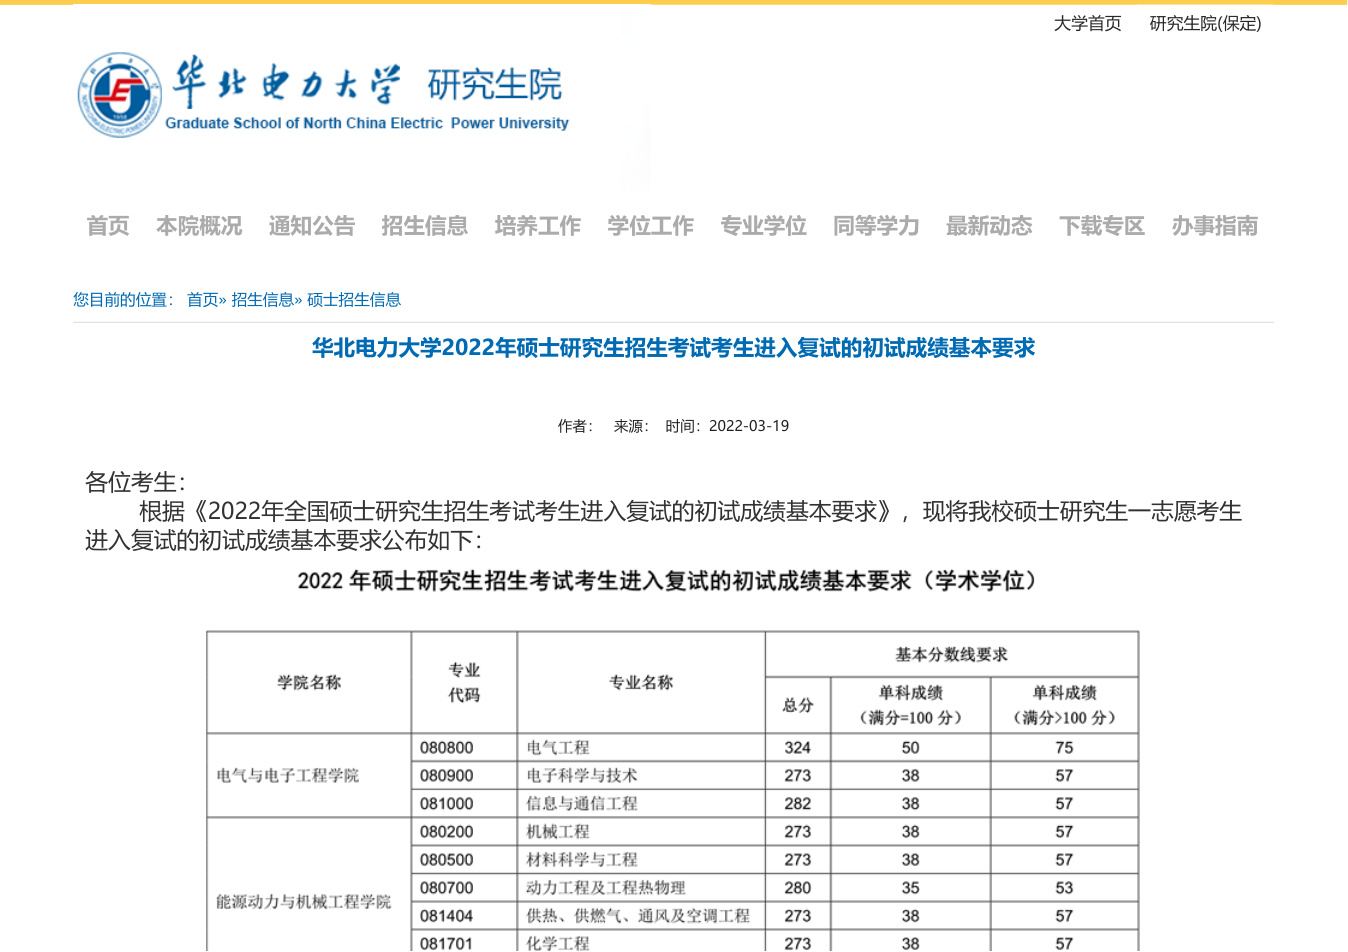 大学首页 研究生院(保定)
华北电力大学 研究生院
Graduate School of North China Electric Power University
首页 本院概况 通知公告 招生信息 培养工作 学位工作 专业学位 同等学力 最新动态 下载专区 办事指南
您目前的位置： 首页» 招生信息» 硕士招生信息
华北电力大学2022年硕士研究生招生考试考生进入复试的初试成绩基本要求
作者： 来源： 时间：2022-03-19
各位考生：
根据《2022年全国硕士研究生招生考试考生进入复试的初试成绩基本要求》，现将我校硕士研究生一志愿考生
进入复试的初试成绩基本要求公布如下：
2022 年硕士研究生招生考试考生进入复试的初试成绩基本要求（学术学位）
学院名称 专业代码 专业名称 基本分数线要求
总分 单科成绩（满分=100 分） 单科成绩（满分>100 分）
电气与电子工程学院 080800 电气工程 324 50 75
080900 电子科学与技术 273 38 57
081000 信息与通信工程 282 38 57
能源动力与机械工程学院 080200 机械工程 273 38 57
080500 材料科学与工程 273 38 57
080700 动力工程及工程热物理 280 35 53
081404 供热、供燃气、通风及空调工程 273 38 57
081701 化学工程 273 38 57